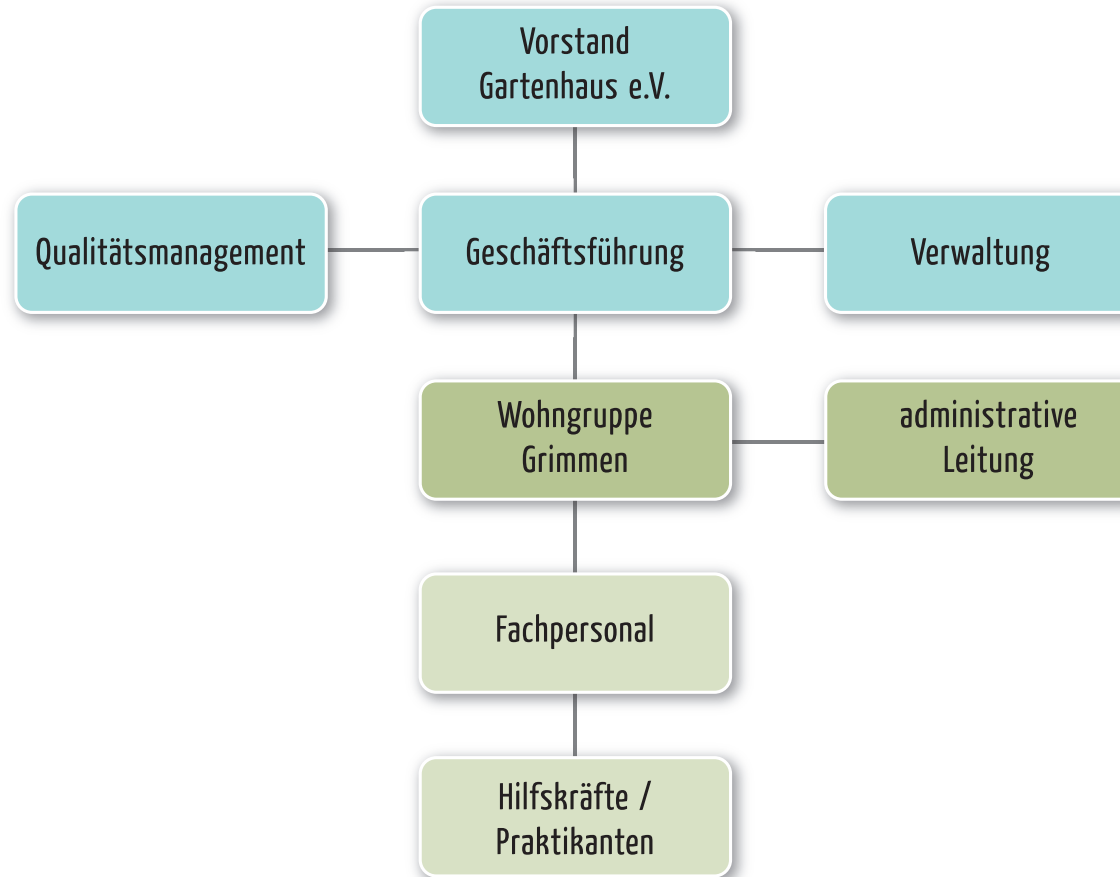 Vorstand
Gartenhaus e.V.
Qualitätsmanagement
Geschäftsführung
Verwaltung
Wohngruppe
Grimmen
administrative
Leitung
Fachpersonal
Hilfskräfte /
Praktikanten